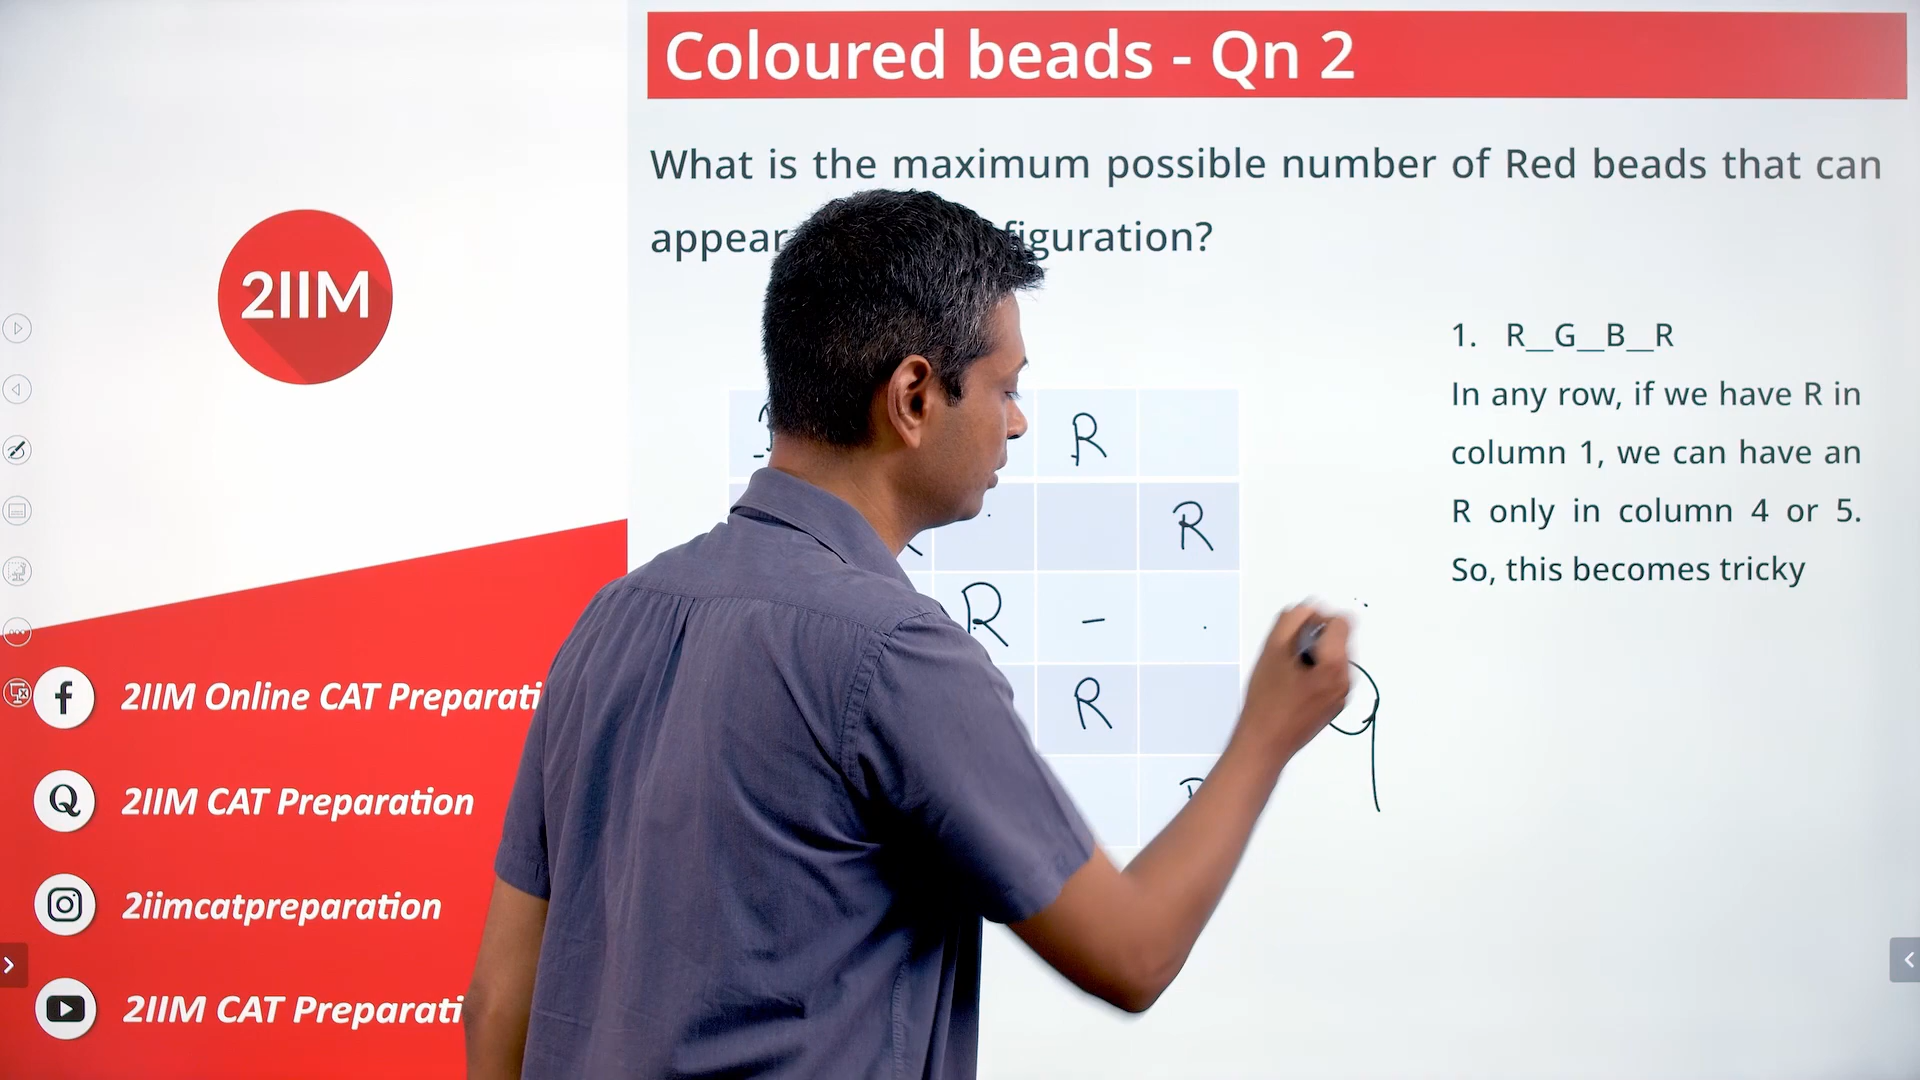 Coloured beads - Qn 2
What is the maximum possible number of Red beads that can
appear figuration?
2IIM
1. R__G__B__R
In any row, if we have R in
column 1, we can have an
R only in column 4 or 5.
So, this becomes tricky
R
R
R -
R
9
2IIM Online CAT Preparati
2IIM CAT Preparation
2iimcatpreparation
2IIM CAT Preparati